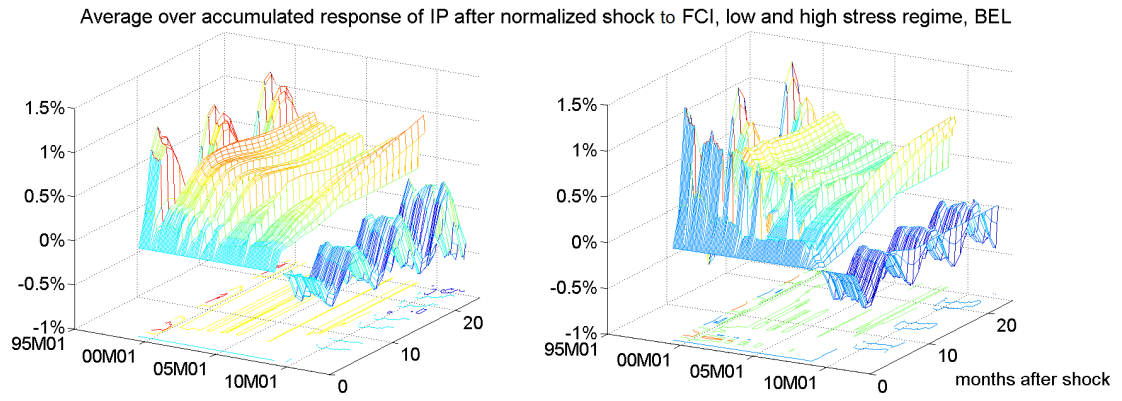 Average over accumulated response of IP after normalized shock to FCI, low and high stress regime, BEL
1.5%
1%
0.5%
0%
-0.5%
-1%
95M01
00M01
05M01
10M01
0
10
20
1.5%
1%
0.5%
0%
-0.5%
-1%
95M01
00M01
05M01
10M01
0
10
20
months after shock